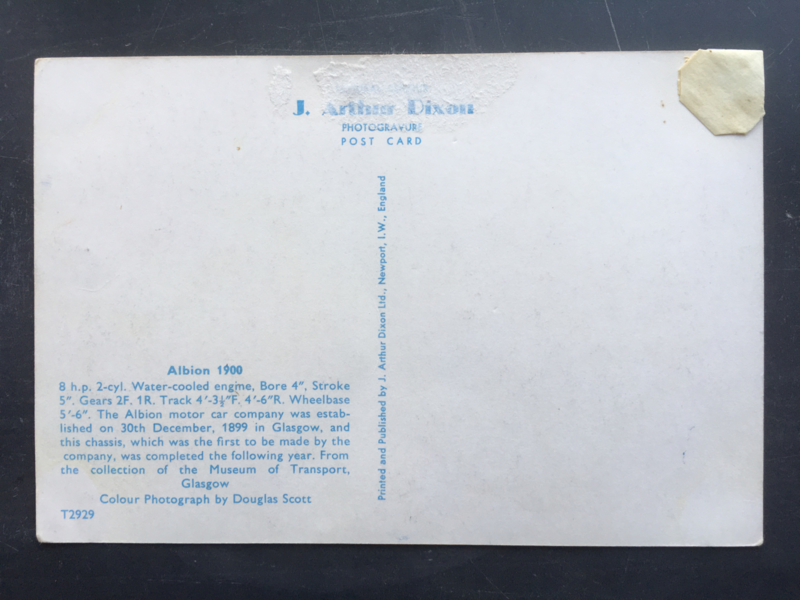 J. Arthur Dixon
PHOTOGRAVURE
POST CARD
Printed and Published by J. Arthur Dixon Ltd., Newport, I.W., England
Albion 1900
8 h.p. 2-cyl. Water-cooled engine, Bore 4″, Stroke
5″. Gears 2F. 1R. Track 4′-3½″F. 4′-6″R. Wheelbase
5′-6″. The Albion motor car company was estab-
lished on 30th December, 1899 in Glasgow, and
this chassis, which was the first to be made by the
company, was completed the following year. From
the collection of the Museum of Transport,
Glasgow
Colour Photograph by Douglas Scott
T2929